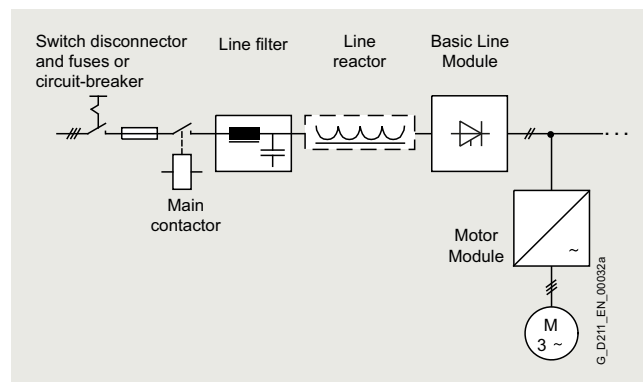 Switch disconnector
and fuses or
circuit-breaker
Line filter
Line
reactor
Basic Line
Module
Main
contactor
Motor
Module
~
M
3 ~
G_D211_EN_00032a